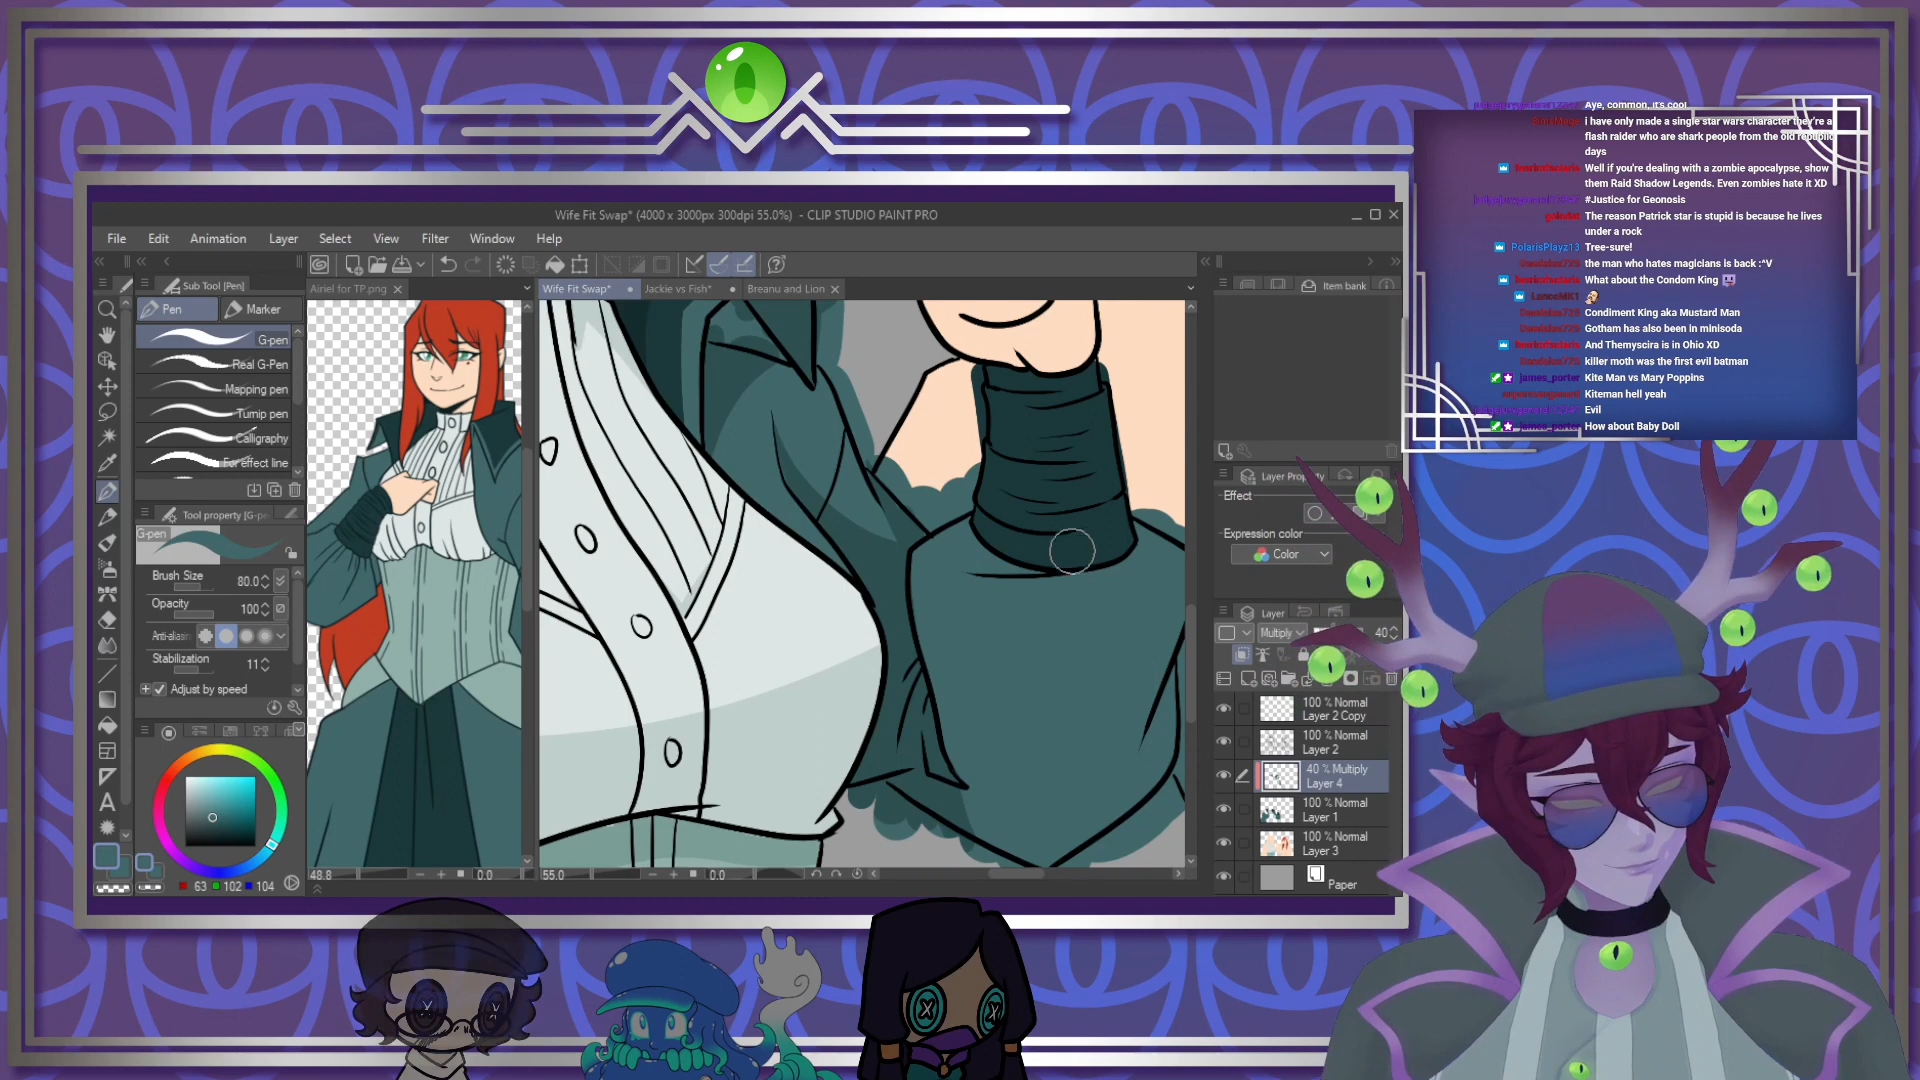 Wife Fit Swap* (4000 x 3000px 300dpi 55.0%) - CLIP STUDIO PAINT PRO
File Edit Animation Layer Select View Filter Window Help
Sub Tool [Pen]
Pen
Marker
G-pen
Real G-Pen
Mapping pen
Turnip pen
Calligraphy
For effect line
Tool property [G-pe
G-pen
Brush Size 80.0
Opacity 100
Anti-aliasin
Stabilization 11
Adjust by speed
63 102 104
Airiel for TP.png
48.8 0.0
Wife Fit Swap* Jackie vs Fish* Breanu and Lion
55.0 0.0
Item bank
Layer Property
Effect
Expression color
Color
Layer
Multiply 40
100 % Normal
Layer 2 Copy
100 % Normal
Layer 2
40 % Multiply
Layer 4
100 % Normal
Layer 1
100 % Normal
Layer 3
Paper
Aye, common, it's cool
i have only made a single star wars character they're a
flash raider who are shark people from the old republic
days
Well if you're dealing with a zombie apocalypse, show
them Raid Shadow Legends. Even zombies hate it XD
#Justice for Geonosis
The reason Patrick star is stupid is because he lives
under a rock
PolarisPlayz13 Tree-sure!
the man who hates magicians is back :^V
What about the Condom King
LanceMK1
Condiment King aka Mustard Man
Gotham has also been in minisoda
And Themyscira is in Ohio XD
killer moth was the first evil batman
james_porter Kite Man vs Mary Poppins
Kiteman hell yeah
Evil
james_porter How about Baby Doll